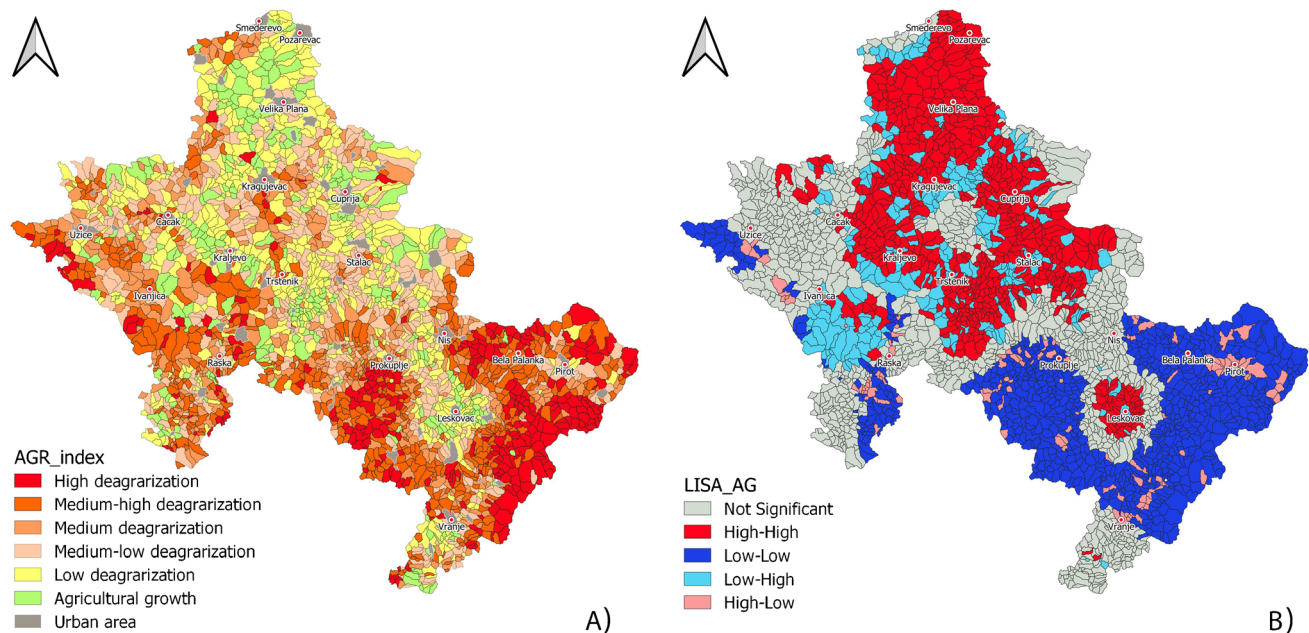 Smederevo
Pozarevac
Velika Plana
Kragujevac
Cuprija
Cacak
Uzice
Kraljevo
Stalac
Trstenik
Ivanjica
Nis
Raska
Prokuplje
Bela Palanka
Pirot
Leskovac
Vranje
AGR_index
High deagrarization
Medium-high deagrarization
Medium deagrarization
Medium-low deagrarization
Low deagrarization
Agricultural growth
Urban area
A)
Smederevo
Pozarevac
Velika Plana
Kragujevac
Cuprija
Cacak
Uzice
Kraljevo
Stalac
Trstenik
Ivanjica
Nis
Raska
Prokuplje
Bela Palanka
Pirot
Leskovac
Vranje
LISA_AG
Not Significant
High-High
Low-Low
Low-High
High-Low
B)